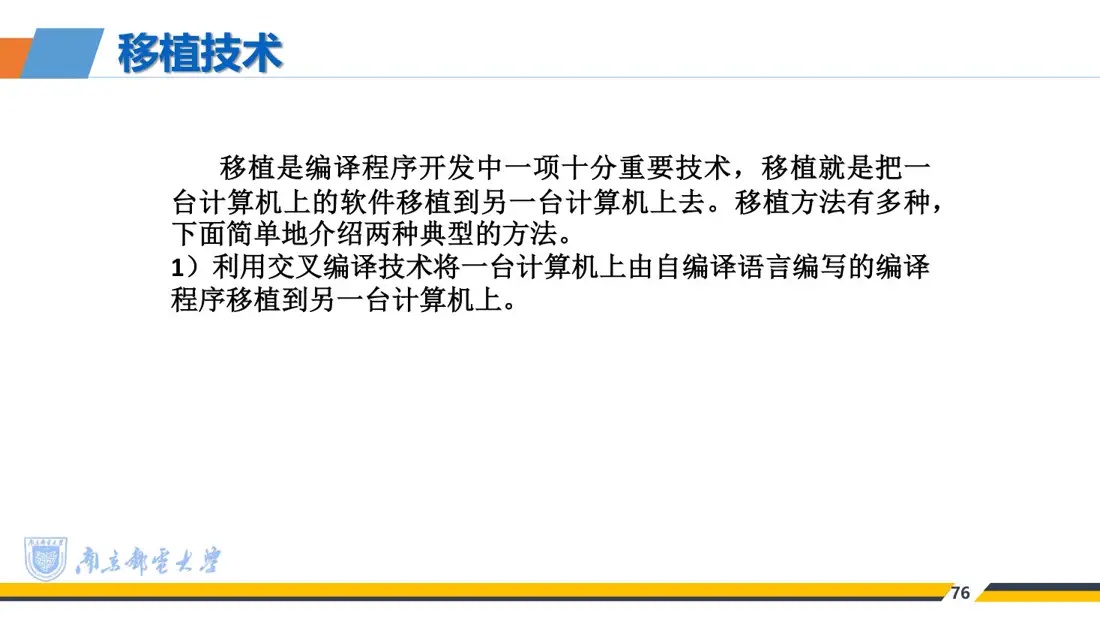 移植技术
移植是编译程序开发中一项十分重要技术，移植就是把一
台计算机上的软件移植到另一台计算机上去。移植方法有多种，
下面简单地介绍两种典型的方法。
1）利用交叉编译技术将一台计算机上由自编译语言编写的编译
程序移植到另一台计算机上。
南京邮电大学
76